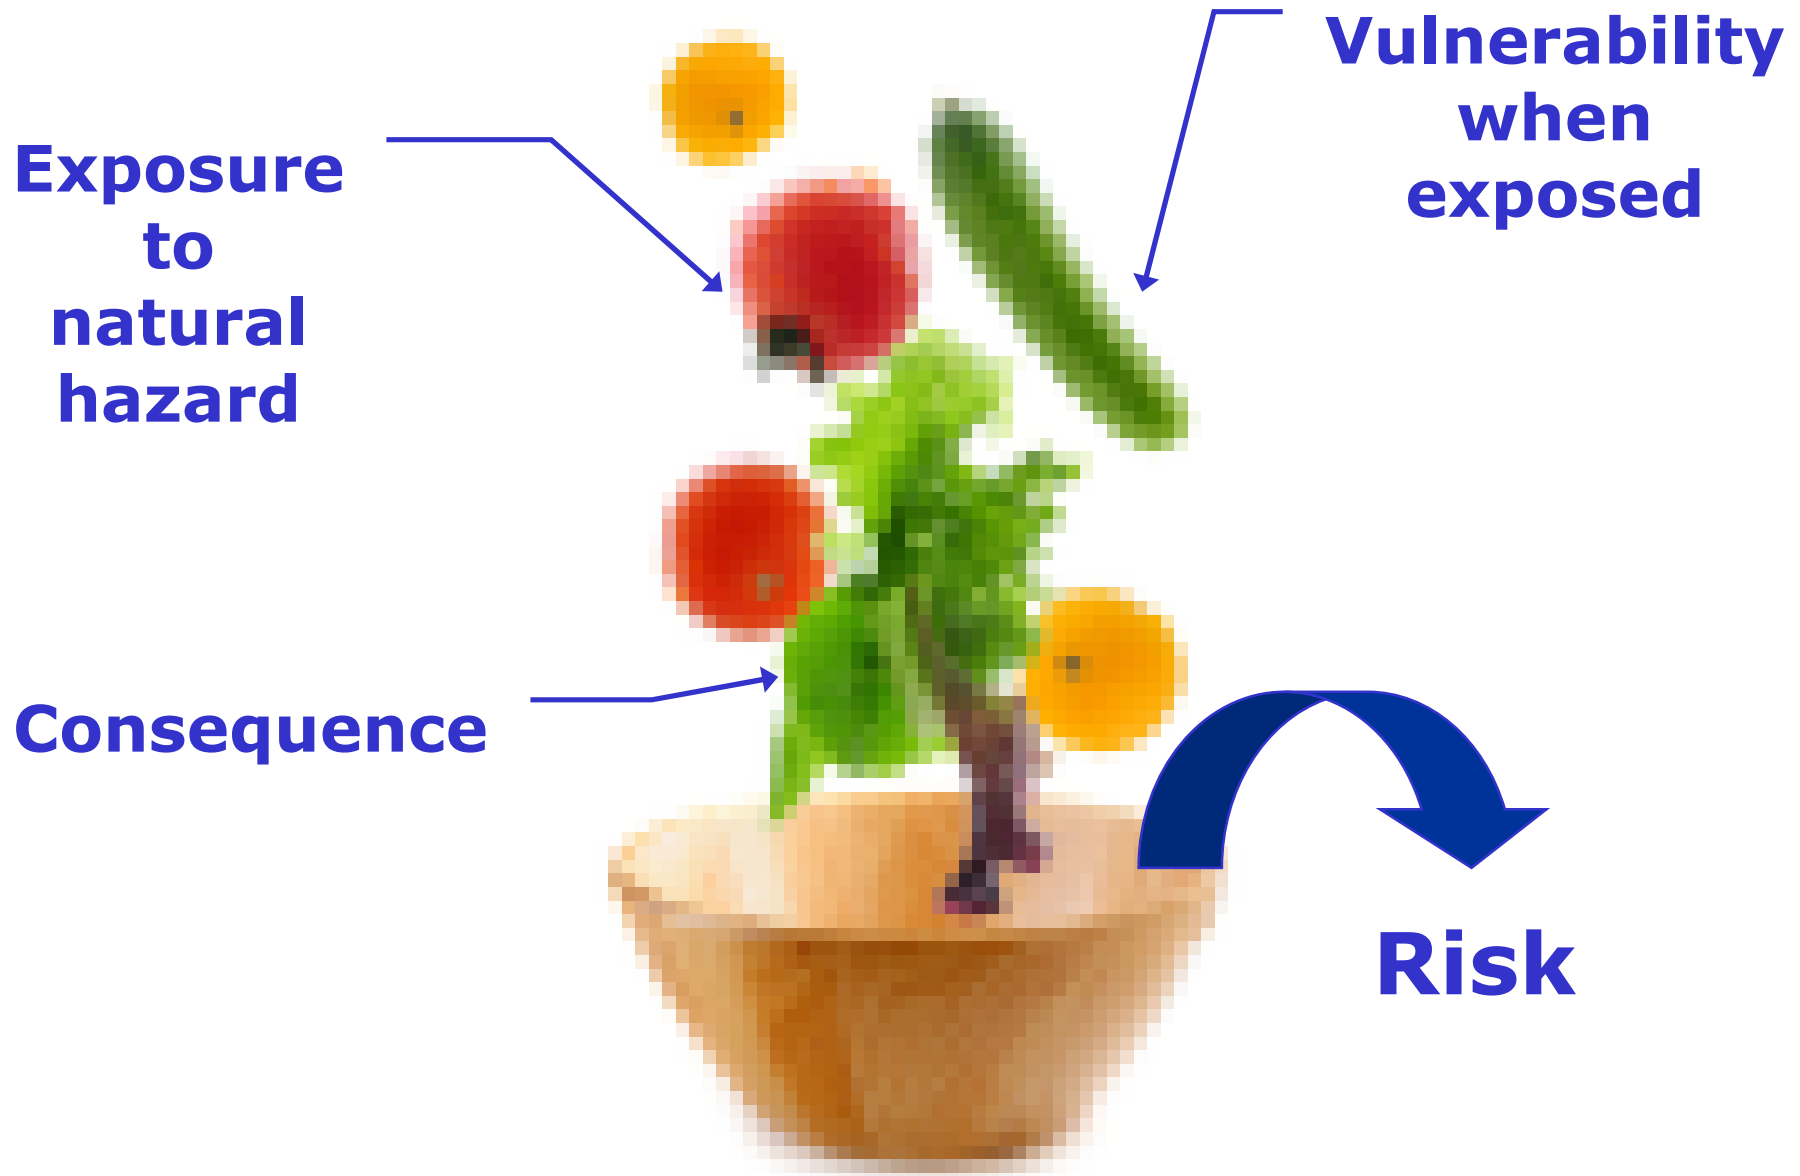 Exposure
to
natural
hazard
Vulnerability
when
exposed
Consequence
Risk